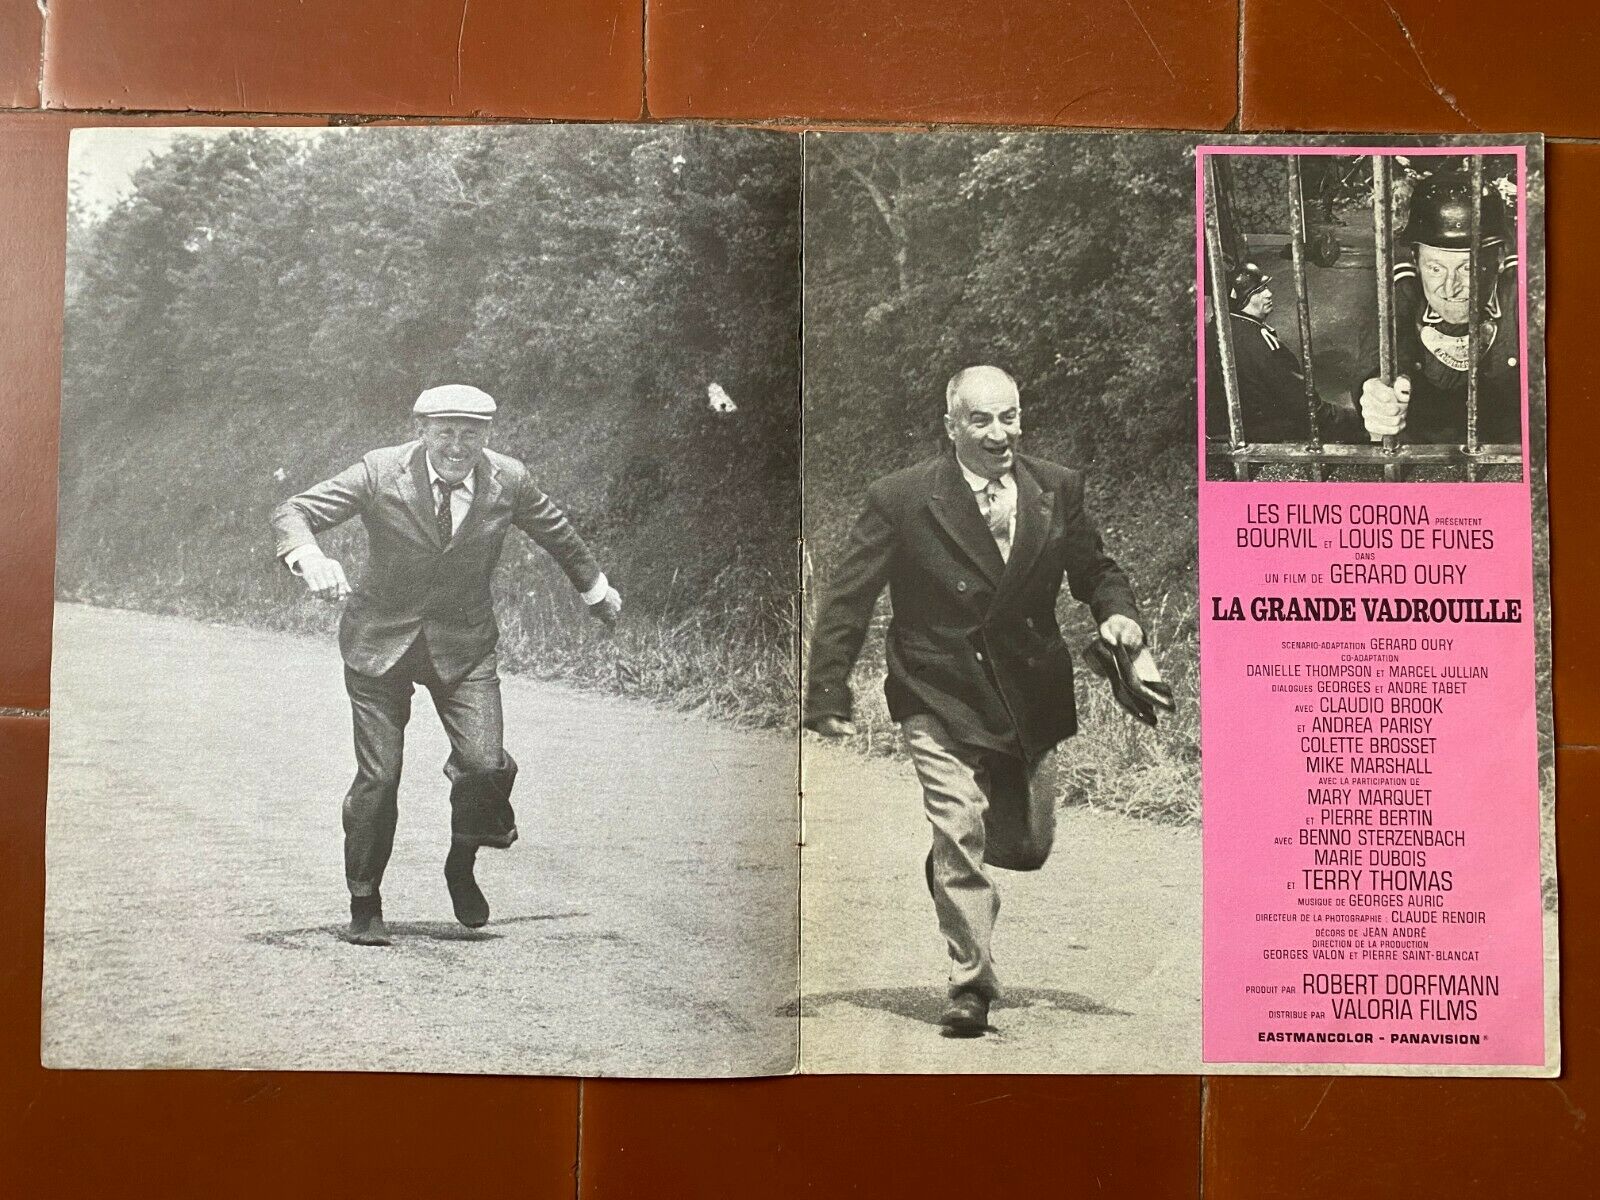 LES FILMS CORONA PRÉSENTENT
BOURVIL ET LOUIS DE FUNES
DANS
UN FILM DE GERARD OURY
LA GRANDE VADROUILLE
SCENARIO-ADAPTATION GERARD OURY
CO-ADAPTATION
DANIELLE THOMPSON ET MARCEL JULLIAN
DIALOGUES GEORGES ET ANDRE TABET
AVEC CLAUDIO BROOK
ET ANDREA PARISY
COLETTE BROSSET
MIKE MARSHALL
AVEC LA PARTICIPATION DE
MARY MARQUET
ET PIERRE BERTIN
AVEC BENNO STERZENBACH
MARIE DUBOIS
ET TERRY THOMAS
MUSIQUE DE GEORGES AURIC
DIRECTEUR DE LA PHOTOGRAPHIE : CLAUDE RENOIR
DÉCORS DE JEAN ANDRÉ
DIRECTION DE LA PRODUCTION
GEORGES VALON ET PIERRE SAINT-BLANCAT
PRODUIT PAR ROBERT DORFMANN
DISTRIBUE PAR VALORIA FILMS
EASTMANCOLOR - PANAVISION ®